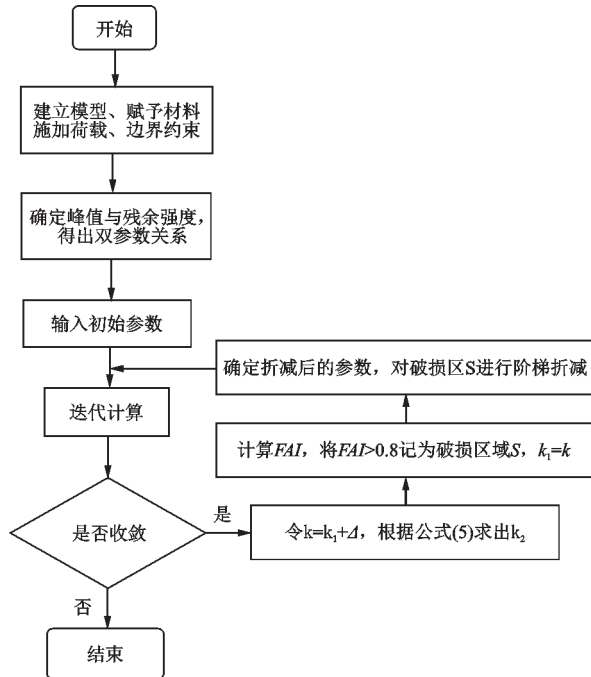 开始
建立模型、赋予材料
施加荷载、边界约束
确定峰值与残余强度，
得出双参数关系
输入初始参数
确定折减后的参数，对破损区S进行阶梯折减
迭代计算
计算FAI，将FAI>0.8记为破损区域S，k₁=k
是否收敛
是
令k=k₁+Δ，根据公式(5)求出k₂
否
结束